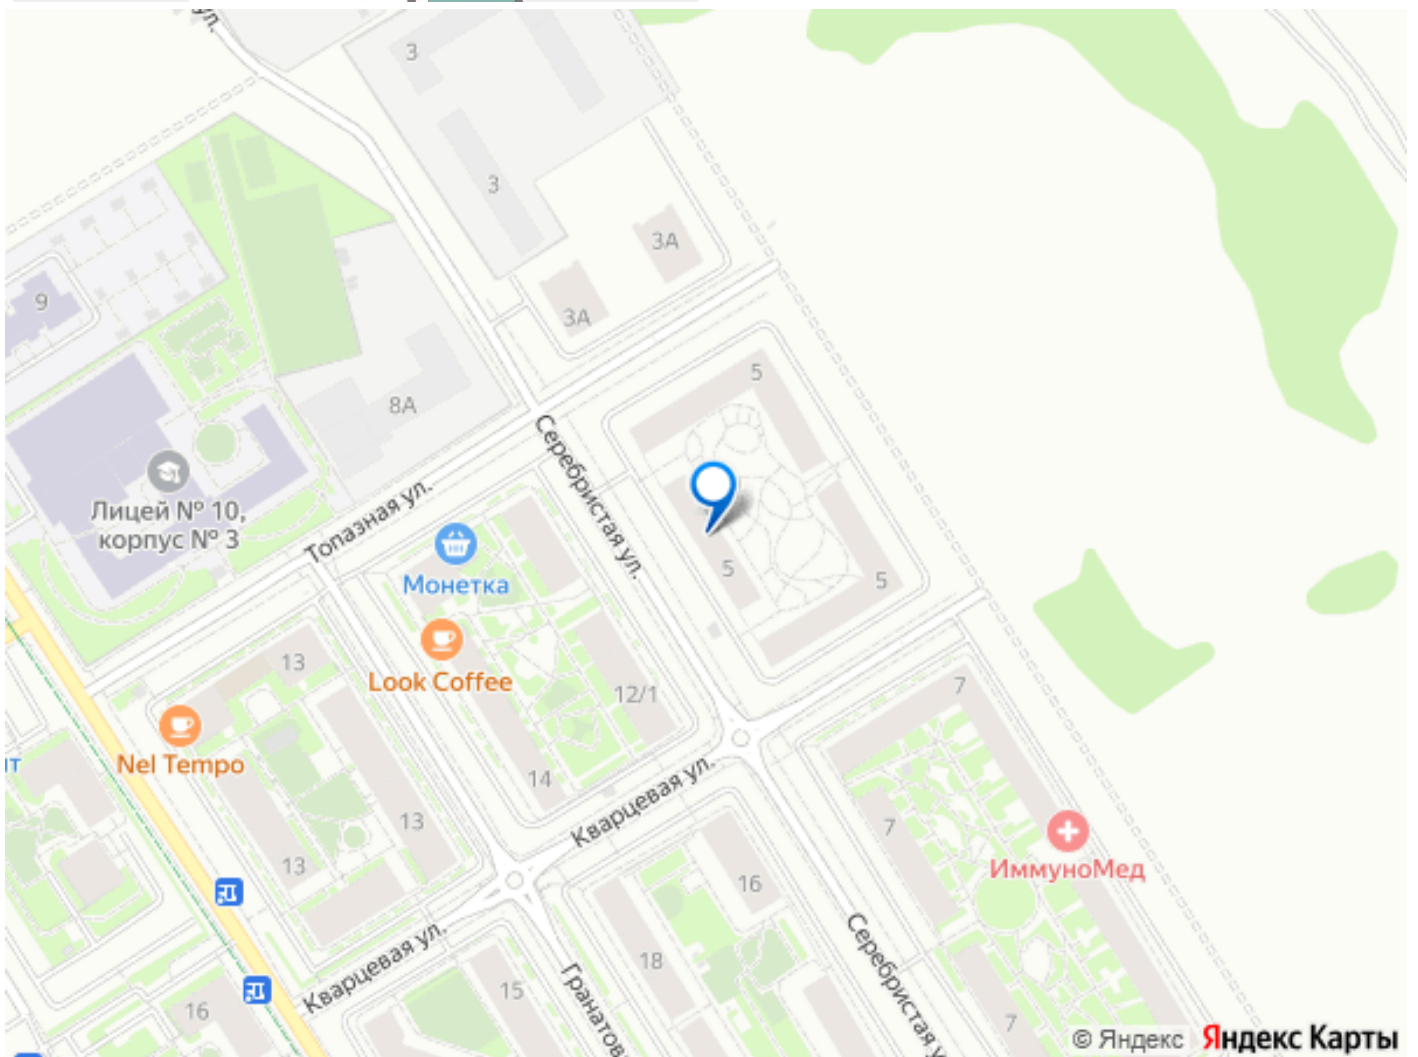 ул.
3
3
3А
3А
9
5
8А
Серебристая ул.
Лицей № 10,
корпус № 3
Топазная ул.
Монетка
5
5
Look Coffee
13
12/1
7
Nel Tempo
14
Кварцевая ул.
13
7
13
ИммуноМед
16
Кварцевая ул.
18
Серебристая у
15
Гранатов
16
7
© Яндекс
Яндекс Карты